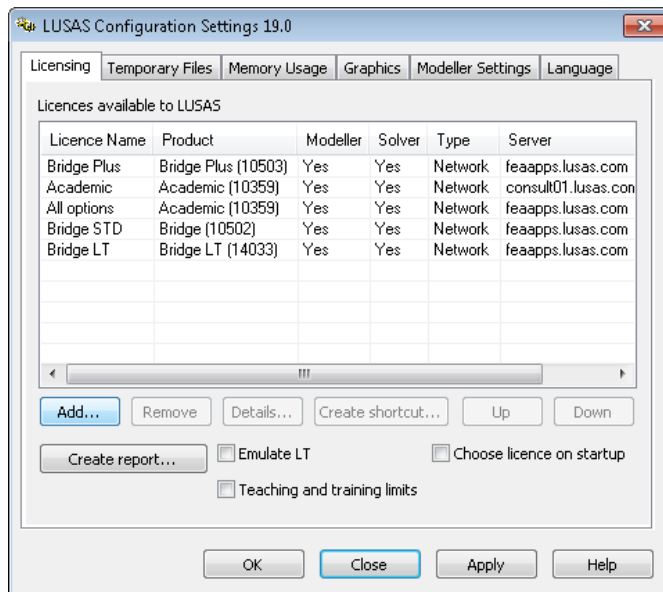 LUSAS Configuration Settings 19.0
Licensing Temporary Files Memory Usage Graphics Modeller Settings Language
Licences available to LUSAS
Licence Name Product Modeller Solver Type Server
Bridge Plus Bridge Plus (10503) Yes Yes Network feaapps.lusas.com
Academic Academic (10359) Yes Yes Network consult01.lusas.con
All options Academic (10359) Yes Yes Network feaapps.lusas.com
Bridge STD Bridge (10502) Yes Yes Network feaapps.lusas.com
Bridge LT Bridge LT (14033) Yes Yes Network feaapps.lusas.com
Add... Remove Details... Create shortcut... Up Down
Create report... Emulate LT Choose licence on startup
Teaching and training limits
OK Close Apply Help